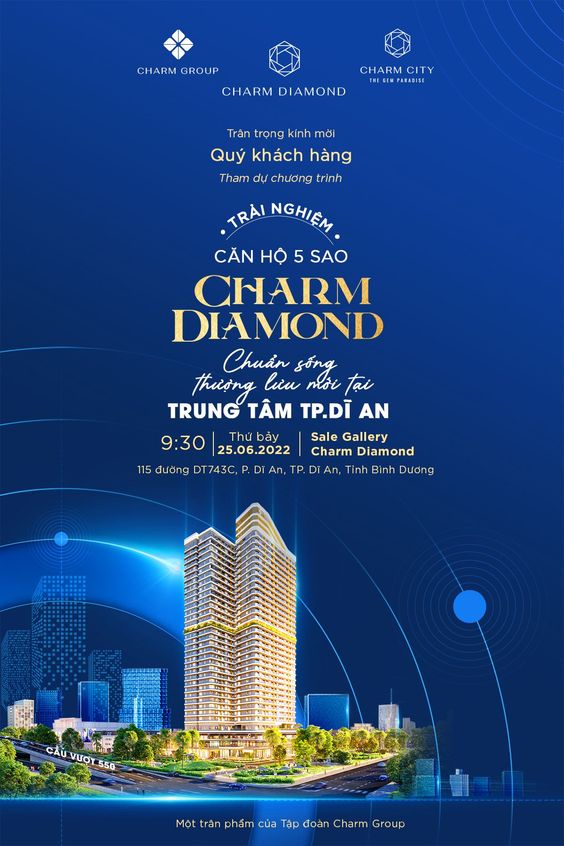 CHARM GROUP
CHARM DIAMOND
CHARM CITY
THE GEM PARADISE
Trân trọng kính mời
Quý khách hàng
Tham dự chương trình
TRẢI NGHIỆM
CĂN HỘ 5 SAO
CHARM
DIAMOND
Chuẩn sống
thượng lưu mới tại
TRUNG TÂM TP.DĨ AN
9:30
Thứ bảy
25.06.2022
Sale Gallery
Charm Diamond
115 đường DT743C, P. Dĩ An, TP. Dĩ An, Tỉnh Bình Dương
CẦU VƯỢT 550
Một trân phẩm của Tập đoàn Charm Group